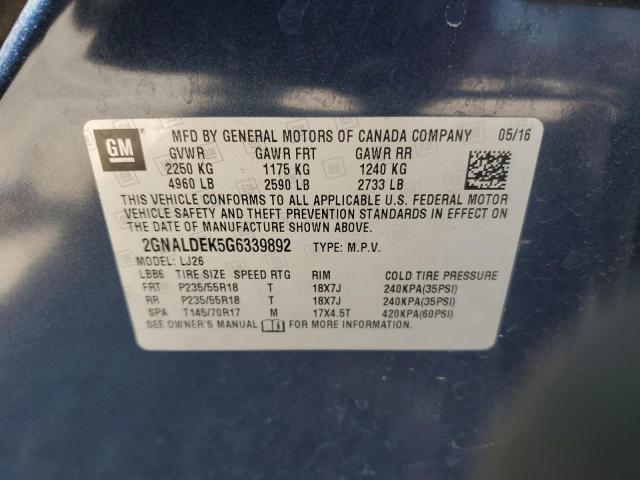 GM MFD BY GENERAL MOTORS OF CANADA COMPANY 05/16
GVWR GAWR FRT GAWR RR
2250 KG 1175 KG 1240 KG
4960 LB 2590 LB 2733 LB
THIS VEHICLE CONFORMS TO ALL APPLICABLE U.S. FEDERAL MOTOR
VEHICLE SAFETY AND THEFT PREVENTION STANDARDS IN EFFECT ON
THE DATE OF MANUFACTURE SHOWN ABOVE.
2GNALDEK5G6339892 TYPE: M.P.V.
MODEL: LJ26
LBB6 TIRE SIZE SPEED RTG RIM COLD TIRE PRESSURE
FRT P235/55R18 T 18X7J 240KPA(35PSI)
RR P235/55R18 T 18X7J 240KPA(35PSI)
SPA T145/70R17 M 17X4.5T 420KPA(60PSI)
SEE OWNER'S MANUAL FOR MORE INFORMATION.